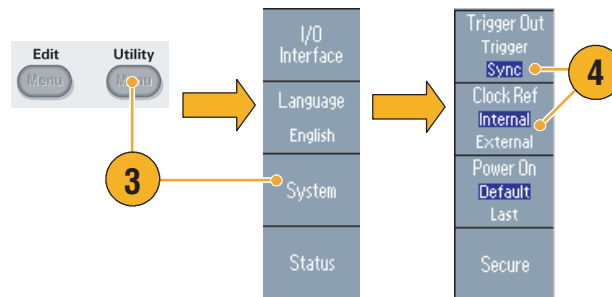 Edit
Utility
Menu
Menu
3
I/O
Interface
Language
English
System
Status
Trigger Out
Trigger
Sync
Clock Ref
Internal
External
Power On
Default
Last
Secure
4